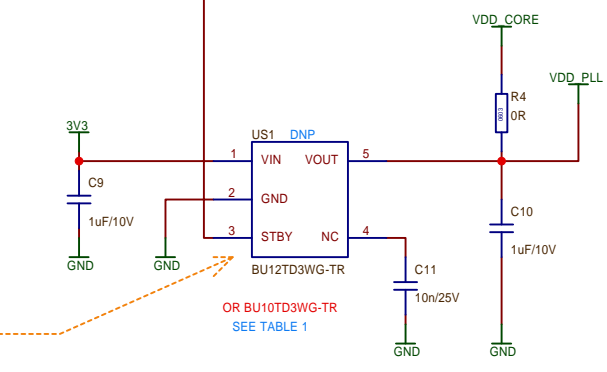 VDD_CORE
VDD_PLL
R4
0603
0R
3V3
US1 DNP
1 VIN VOUT 5
C9
2 GND
1uF/10V
C10
3 STBY NC 4
1uF/10V
GND GND
BU12TD3WG-TR
C11
10n/25V
OR BU10TD3WG-TR
SEE TABLE 1
GND GND